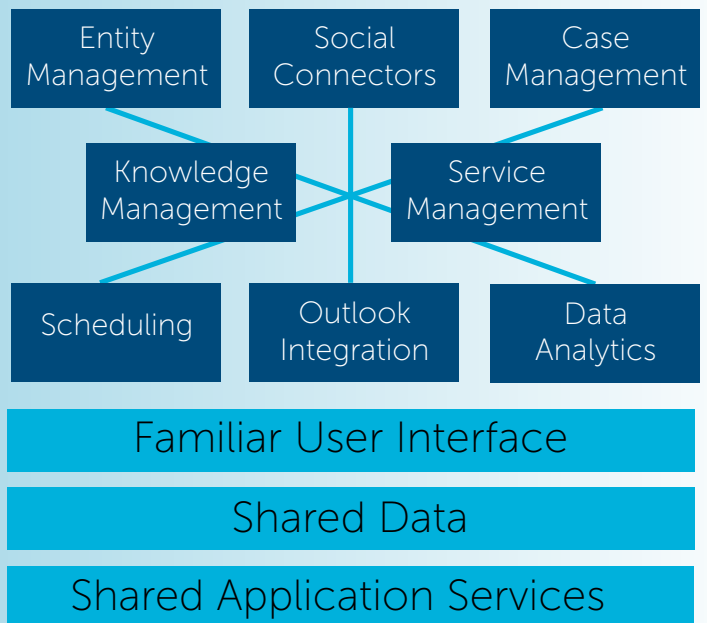 Entity
Management
Social
Connectors
Case
Management
Knowledge
Management
Service
Management
Scheduling
Outlook
Integration
Data
Analytics
Familiar User Interface
Shared Data
Shared Application Services